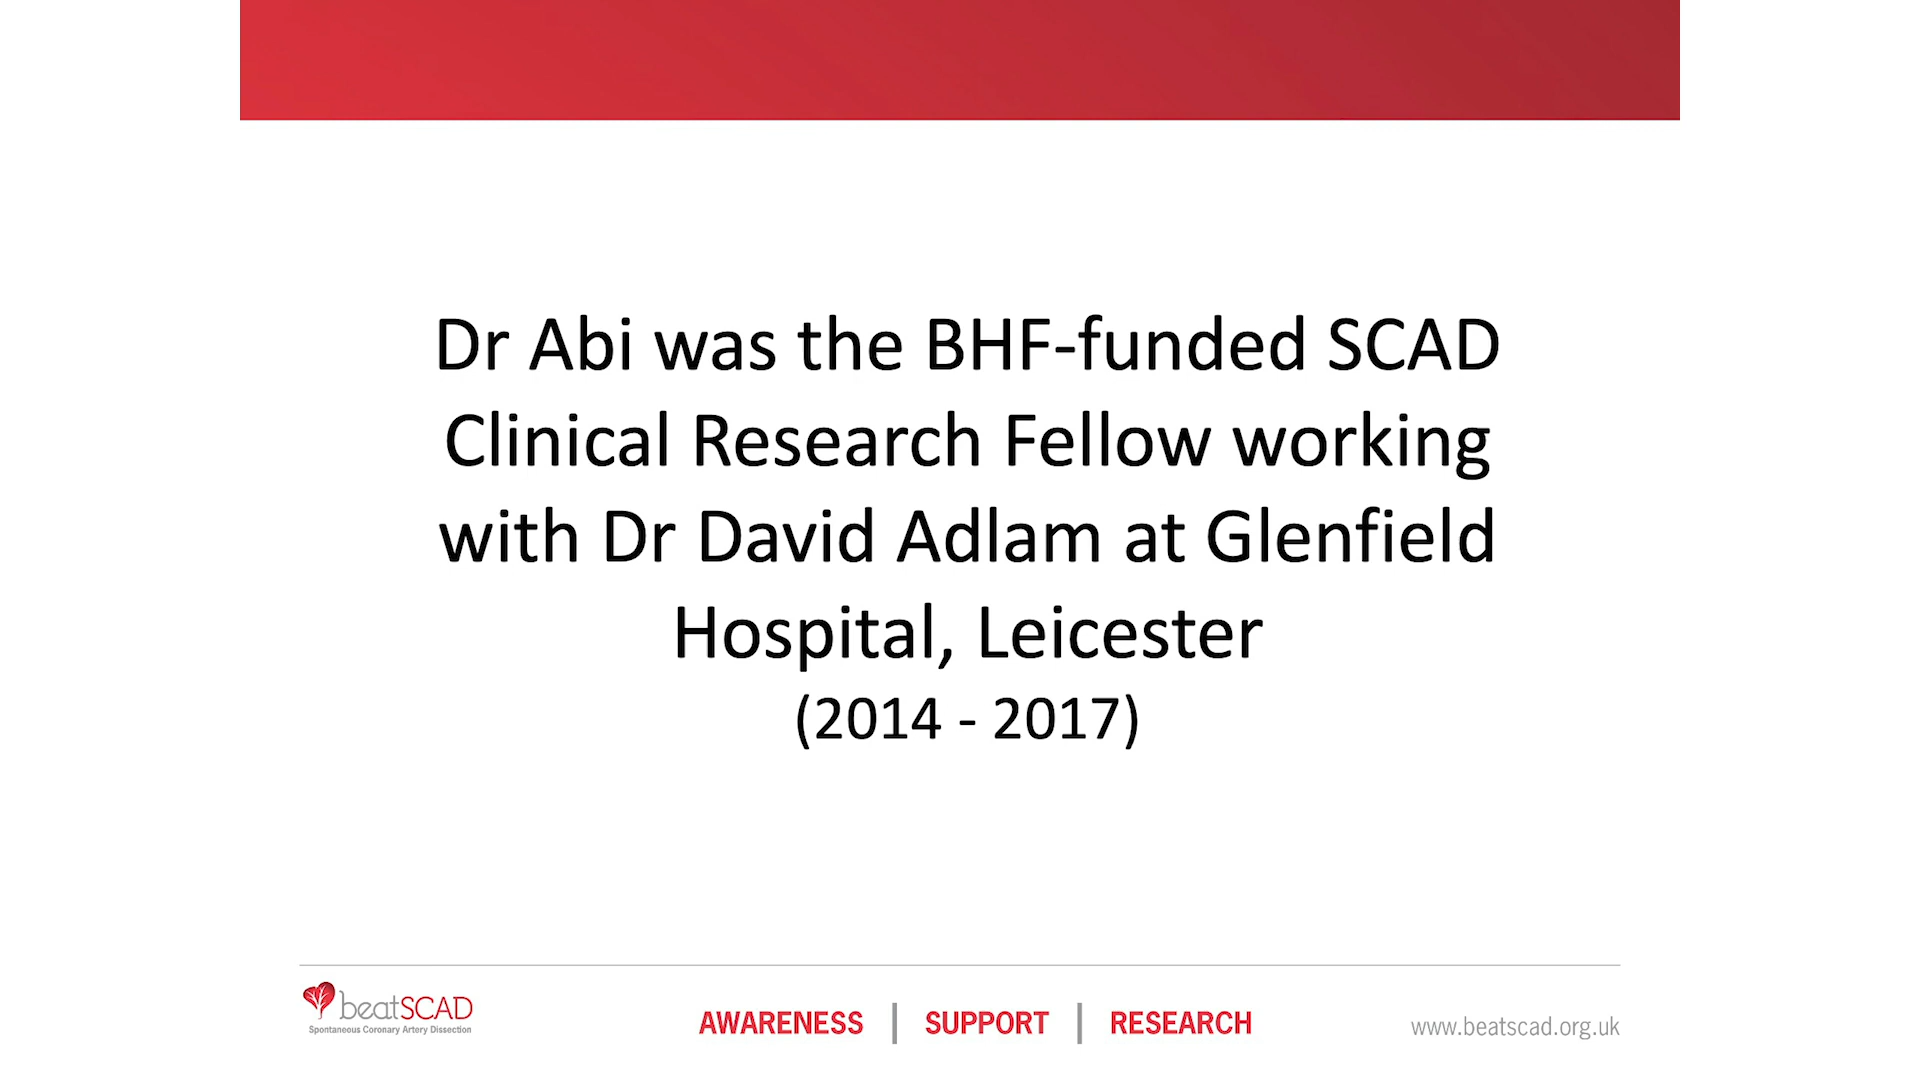 Dr Abi was the BHF-funded SCAD
Clinical Research Fellow working
with Dr David Adlam at Glenfield
Hospital, Leicester
(2014 - 2017)
beatSCAD
Spontaneous Coronary Artery Dissection
AWARENESS | SUPPORT | RESEARCH
www.beatscad.org.uk